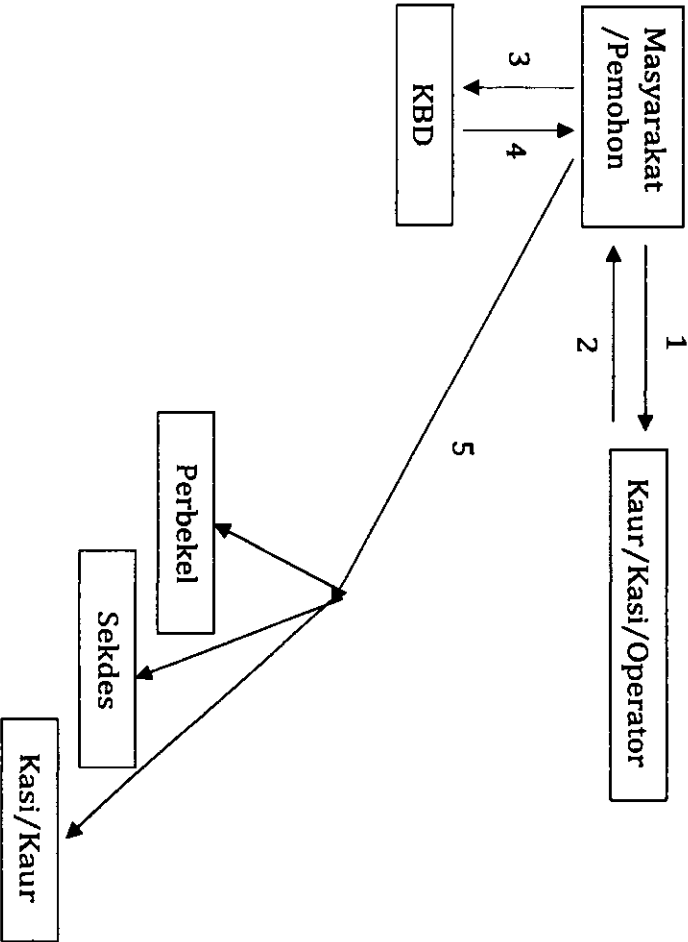 Masyarakat
/Pemohon
1
2
Kaur/Kasi/Operator
3
4
KBD
5
Perbekel
Sekdes
Kasi/Kaur